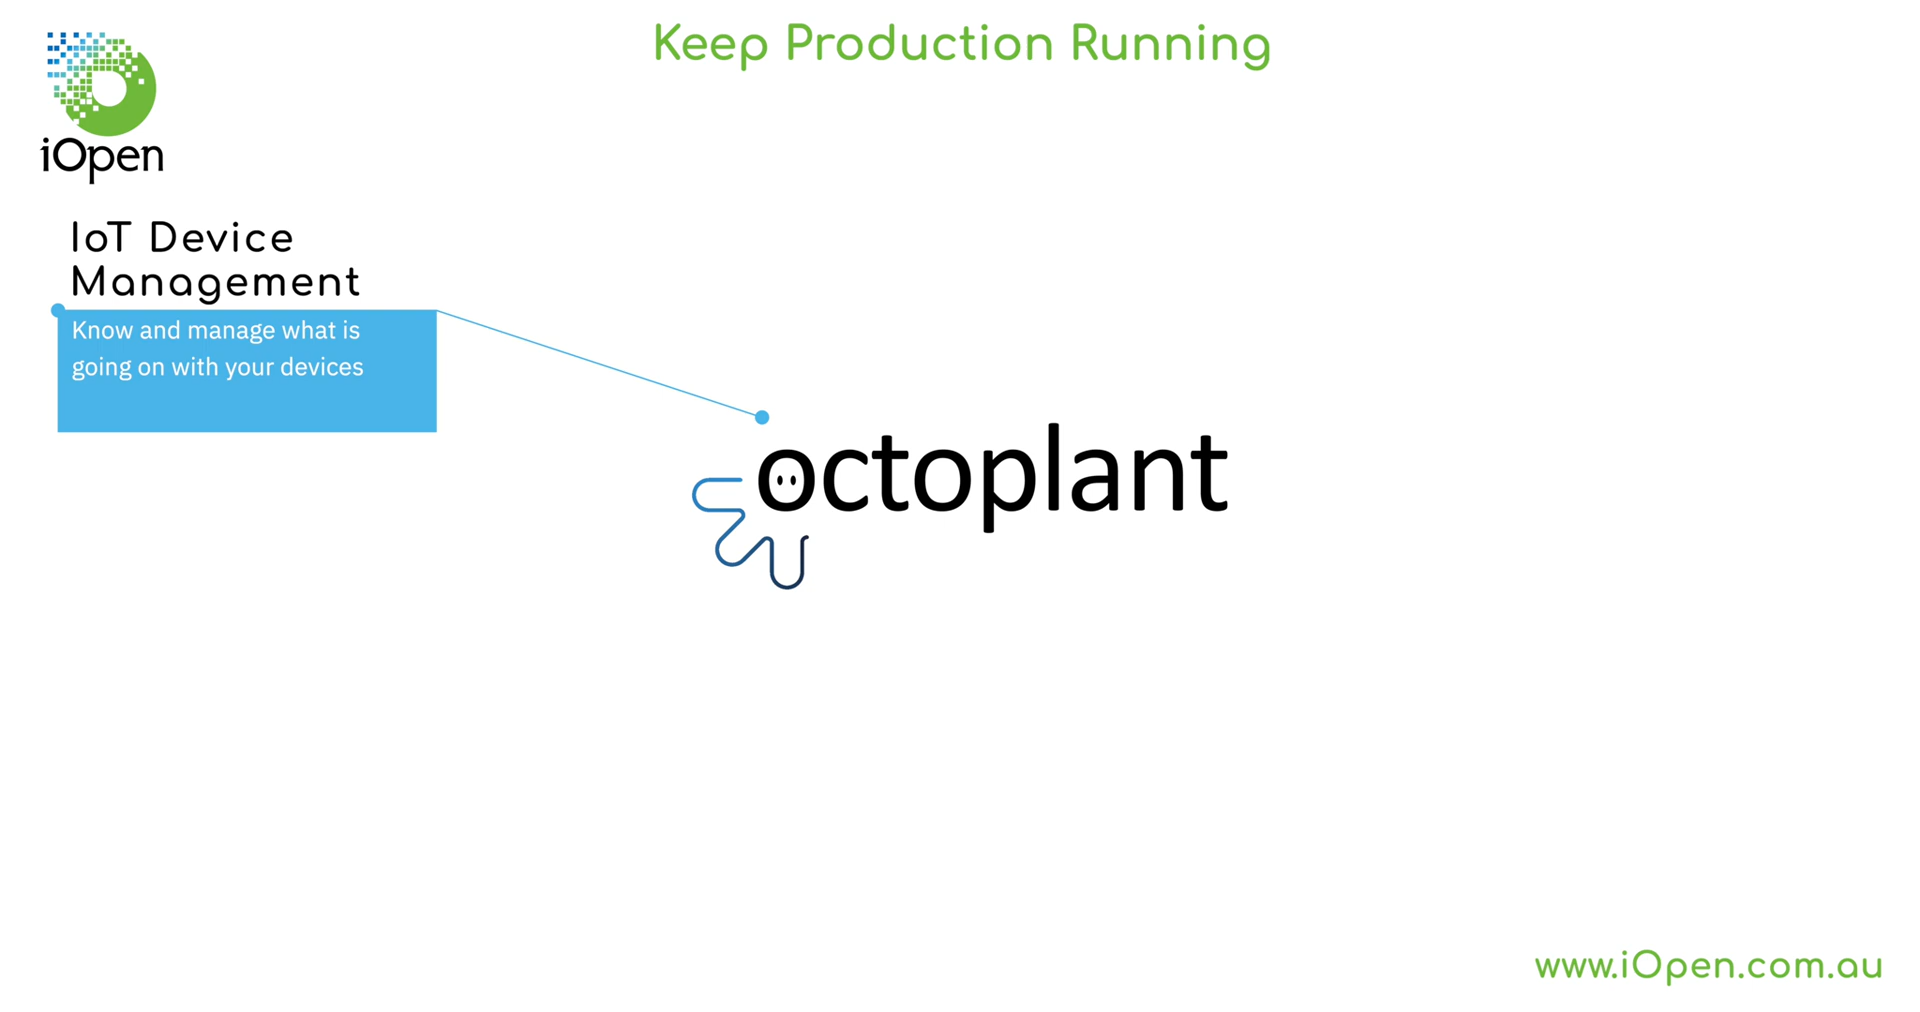 Keep Production Running
iOpen
IoT Device
Management
Know and manage what is
going on with your devices
octoplant
www.iOpen.com.au